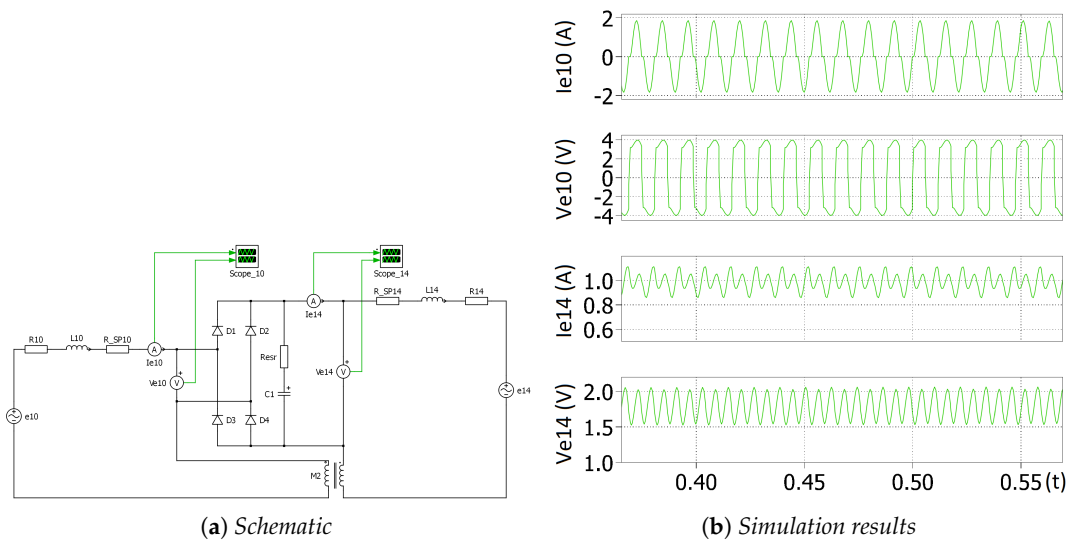 Scope_10
Scope_14
Ie14
R_SP14
L14
R14
D1
D2
R10
L10
R_SP10
Ie10
Resr
Ve14
Ve10
e14
C1
e10
D3
D4
M2
(a) Schematic
Ie10 (A)
2
0
-2
Ve10 (V)
4
2
0
-2
-4
Ie14 (A)
1.0
0.8
0.6
Ve14 (V)
2.0
1.5
1.0
0.40 0.45 0.50 0.55 (t)
(b) Simulation results